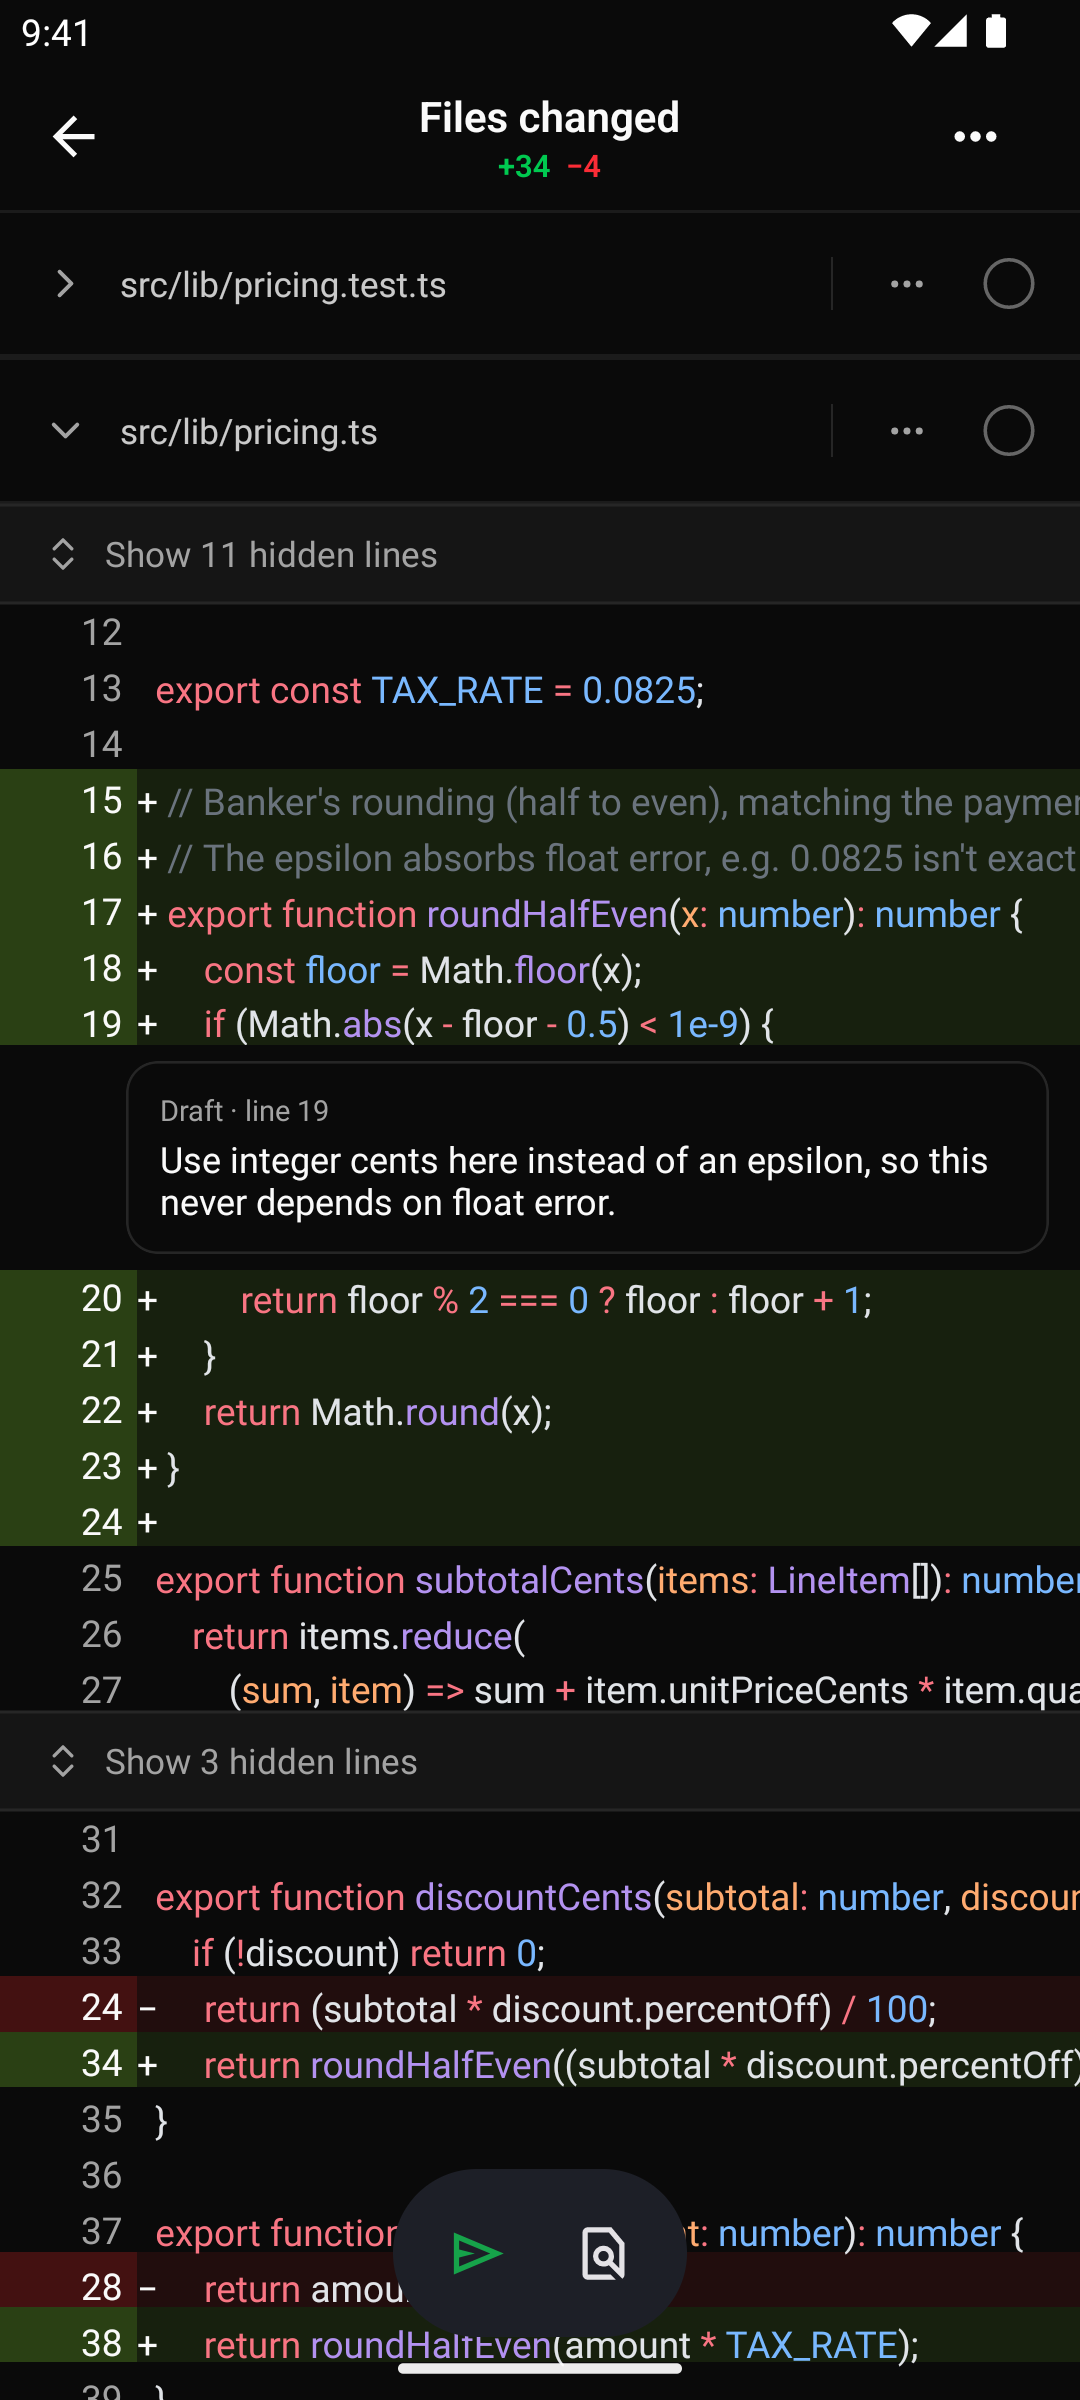 9:41
Files changed
+34 −4
src/lib/pricing.test.ts
src/lib/pricing.ts
Show 11 hidden lines
12
13 export const TAX_RATE = 0.0825;
14
15 + // Banker's rounding (half to even), matching the
16 + // The epsilon absorbs float error, e.g. 0.0825 isn't exact
17 + export function roundHalfEven(x: number): number {
18 + const floor = Math.floor(x);
19 + if (Math.abs(x - floor - 0.5) < 1e-9) {
Draft · line 19
Use integer cents here instead of an epsilon, so this
never depends on float error.
20 + return floor % 2 === 0 ? floor : floor + 1;
21 + }
22 + return Math.round(x);
23 + }
24 +
25 export function subtotalCents(items: LineItem[]): number
26 return items.reduce(
27 (sum, item) => sum + item.unitPriceCents * item.
Show 3 hidden lines
31
32 export function discountCents(subtotal: number,
33 if (!discount) return 0;
24 − return (subtotal * discount.percentOff) / 100;
34 + return roundHalfEven((subtotal * discount.percentOff)
35 }
36
37 export number): number {
28 − return
38 + return roundHalfEven(amount * TAX_RATE);
39 }